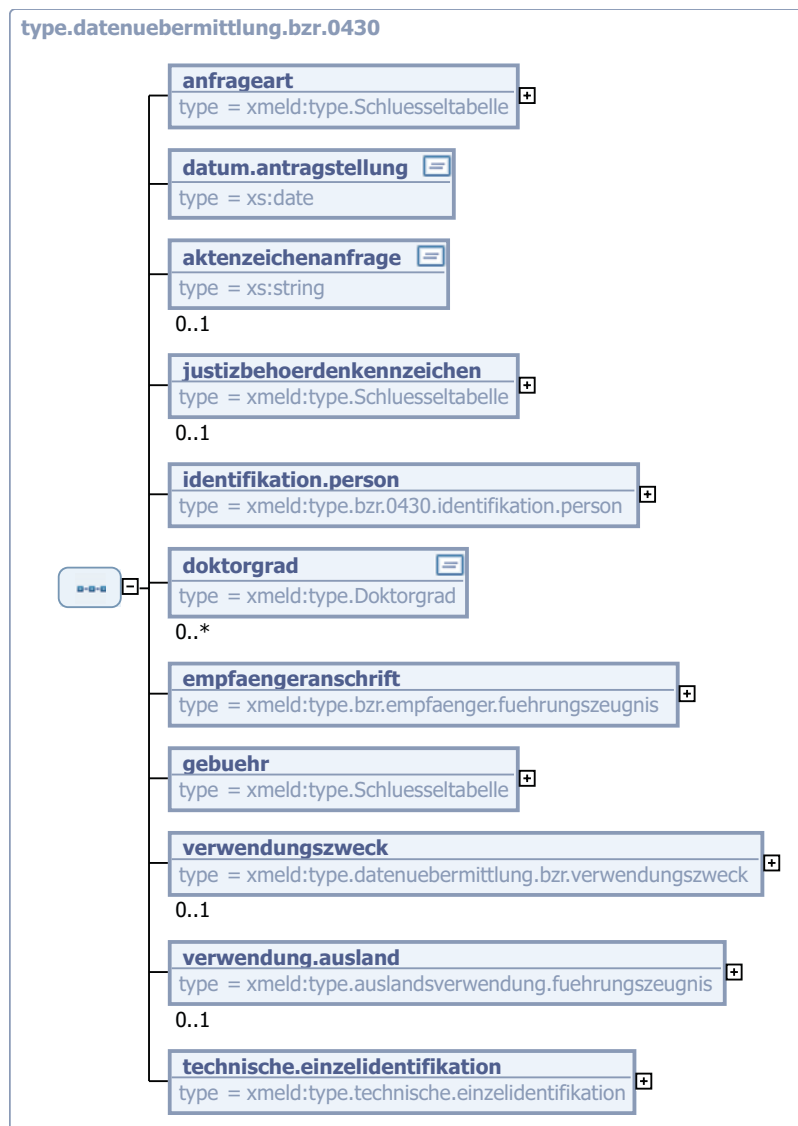 type.datenuebermittlung.bzr.0430
anfrageart
type = xmeld:type.Schluesseltabelle
datum.antragstellung
type = xs:date
aktenzeichenanfrage
type = xs:string
0..1
justizbehoerdenkennzeichen
type = xmeld:type.Schluesseltabelle
0..1
identifikation.person
type = xmeld:type.bzr.0430.identifikation.person
doktorgrad
type = xmeld:type.Doktorgrad
0..*
empfaengeranschrift
type = xmeld:type.bzr.empfaenger.fuehrungszeugnis
gebuehr
type = xmeld:type.Schluesseltabelle
verwendungszweck
type = xmeld:type.datenuebermittlung.bzr.verwendungszweck
0..1
verwendung.ausland
type = xmeld:type.auslandsverwendung.fuehrungszeugnis
0..1
technische.einzelidentifikation
type = xmeld:type.technische.einzelidentifikation